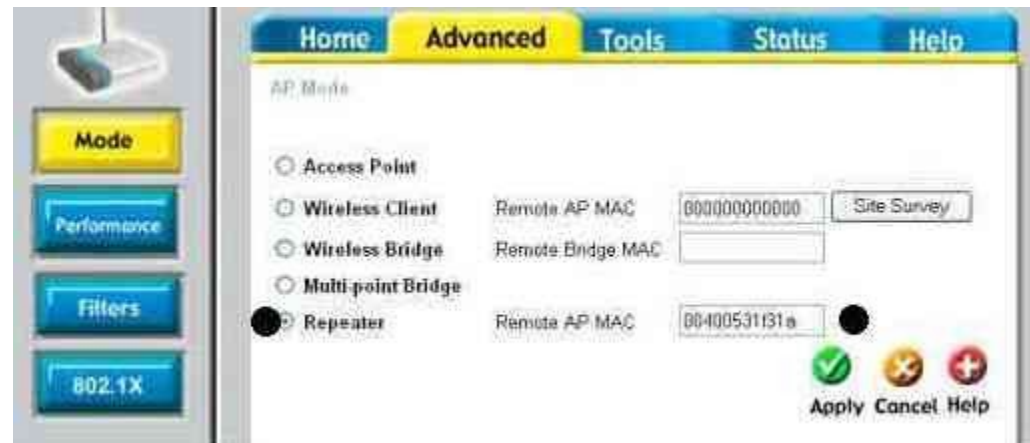 Home Advanced Tools Status Help
AP Mode
Mode
Performance
Filters
802.1X
Access Point
Wireless Client Remote AP MAC 000000000000 Site Survey
Wireless Bridge Remote Bridge MAC
Multi-point Bridge
Repeater Remote AP MAC
Apply Cancel Help